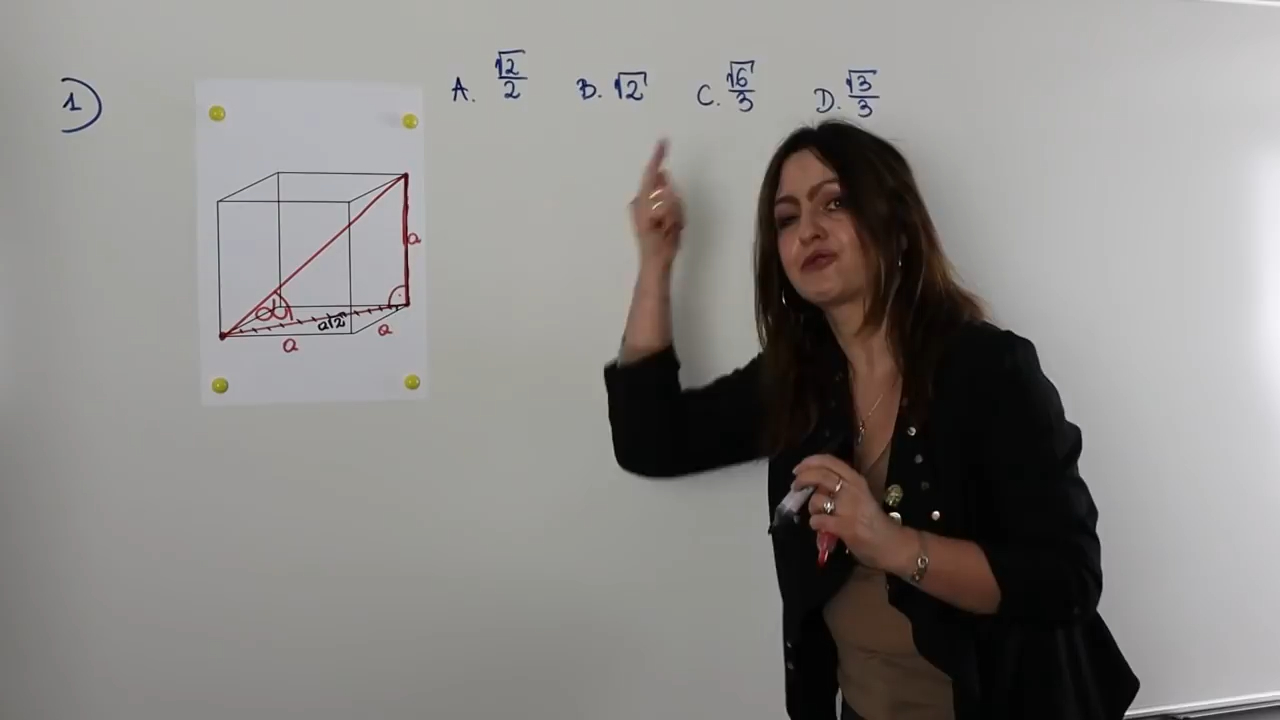 1)
A. √2/2 B. √2 C. √6/3 D. √3/3
a
α
a√2
a
a